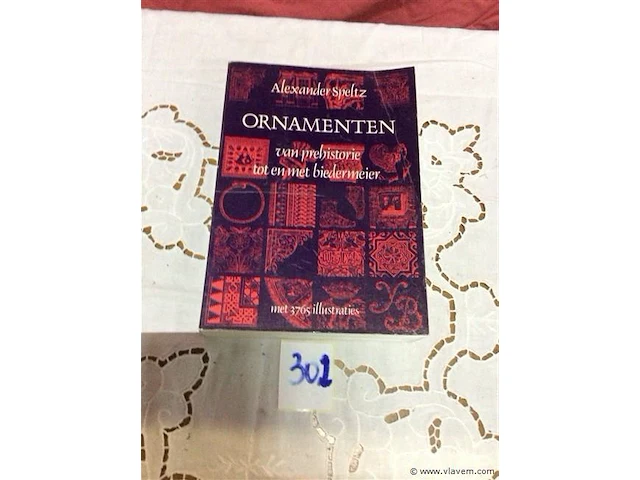 Alexander Speltz
ORNAMENTEN
van prehistorie
tot en met biedermeier
met 3765 illustraties
301
© www.vlavem.com